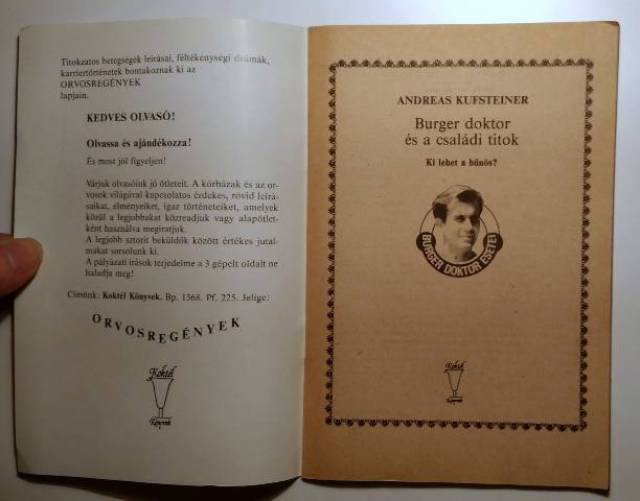 Titokzatos betegségek leírásai, féltékenységi drámák,
karriertörténetek bontakoznak ki az
ORVOSREGÉNYEK
lapjain.
KEDVES OLVASÓ!
Olvassa és ajándékozza!
És most jól figyeljen!
Várjuk olvasóink jó ötleteit. A kórházak és az or-
vosok világával kapcsolatos érdekes, rövid leírá-
saikat, élményeiket, igaz történeteiket, amelyek
közül a legjobbakat közreadjuk vagy alapötlet-
ként használva megíratjuk.
A legjobb sztorit beküldők között értékes jutal-
makat sorsolunk ki.
A pályázati írások terjedelme a 3 gépelt oldalt ne
haladja meg!
Címünk: Koktél Könyvek. Bp. 1368. Pf. 225. Jelige:
ORVOSREGÉNYEK
Koktél
Könyvek
ANDREAS KUFSTEINER
Burger doktor
és a családi titok
Ki lehet a bűnös?
BURGER DOKTOR ESETEI
Koktél
Könyvek